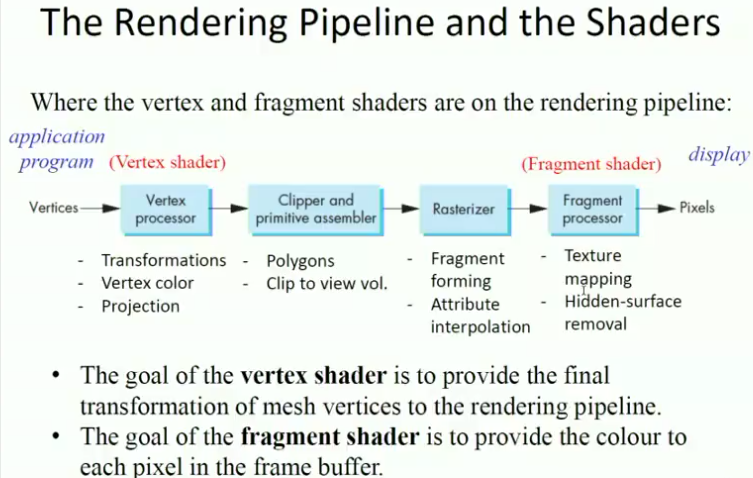 The Rendering Pipeline and the Shaders
Where the vertex and fragment shaders are on the rendering pipeline:
application
program
(Vertex shader)
(Fragment shader)
display
Vertices
Vertex
processor
Clipper and
primitive assembler
Rasterizer
Fragment
processor
Pixels
- Transformations
- Vertex color
- Projection
- Polygons
- Clip to view vol.
- Fragment
forming
- Attribute
interpolation
- Texture
mapping
- Hidden-surface
removal
• The goal of the vertex shader is to provide the final
transformation of mesh vertices to the rendering pipeline.
• The goal of the fragment shader is to provide the colour to
each pixel in the frame buffer.